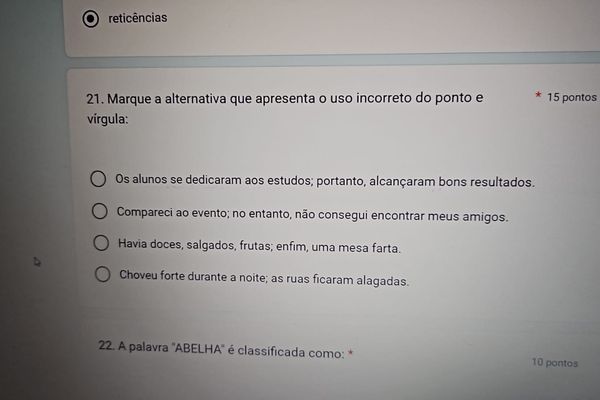 reticências
21. Marque a alternativa que apresenta o uso incorreto do ponto e * 15 pontos
vírgula:
Os alunos se dedicaram aos estudos; portanto, alcançaram bons resultados.
Compareci ao evento; no entanto, não consegui encontrar meus amigos.
Havia doces, salgados, frutas; enfim, uma mesa farta.
Choveu forte durante a noite; as ruas ficaram alagadas.
22. A palavra "ABELHA" é classificada como: *
10 pontos